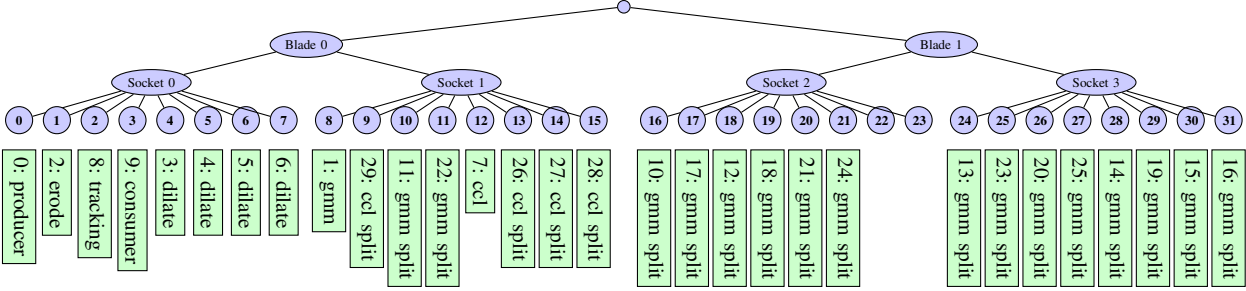 Blade 0
Blade 1
Socket 0
Socket 1
Socket 2
Socket 3
0 1 2 3 4 5 6 7 8 9 10 11 12 13 14 15 16 17 18 19 20 21 22 23 24 25 26 27 28 29 30 31
0: producer
2: erode
8: tracking
9: consumer
3: dilate
4: dilate
5: dilate
6: dilate
1: gmm
29: ccl split
11: gmm split
22: gmm split
7: ccl
26: ccl split
27: ccl split
28: ccl split
10: gmm split
17: gmm split
12: gmm split
18: gmm split
21: gmm split
24: gmm split
13: gmm split
23: gmm split
20: gmm split
25: gmm split
14: gmm split
19: gmm split
15: gmm split
16: gmm split